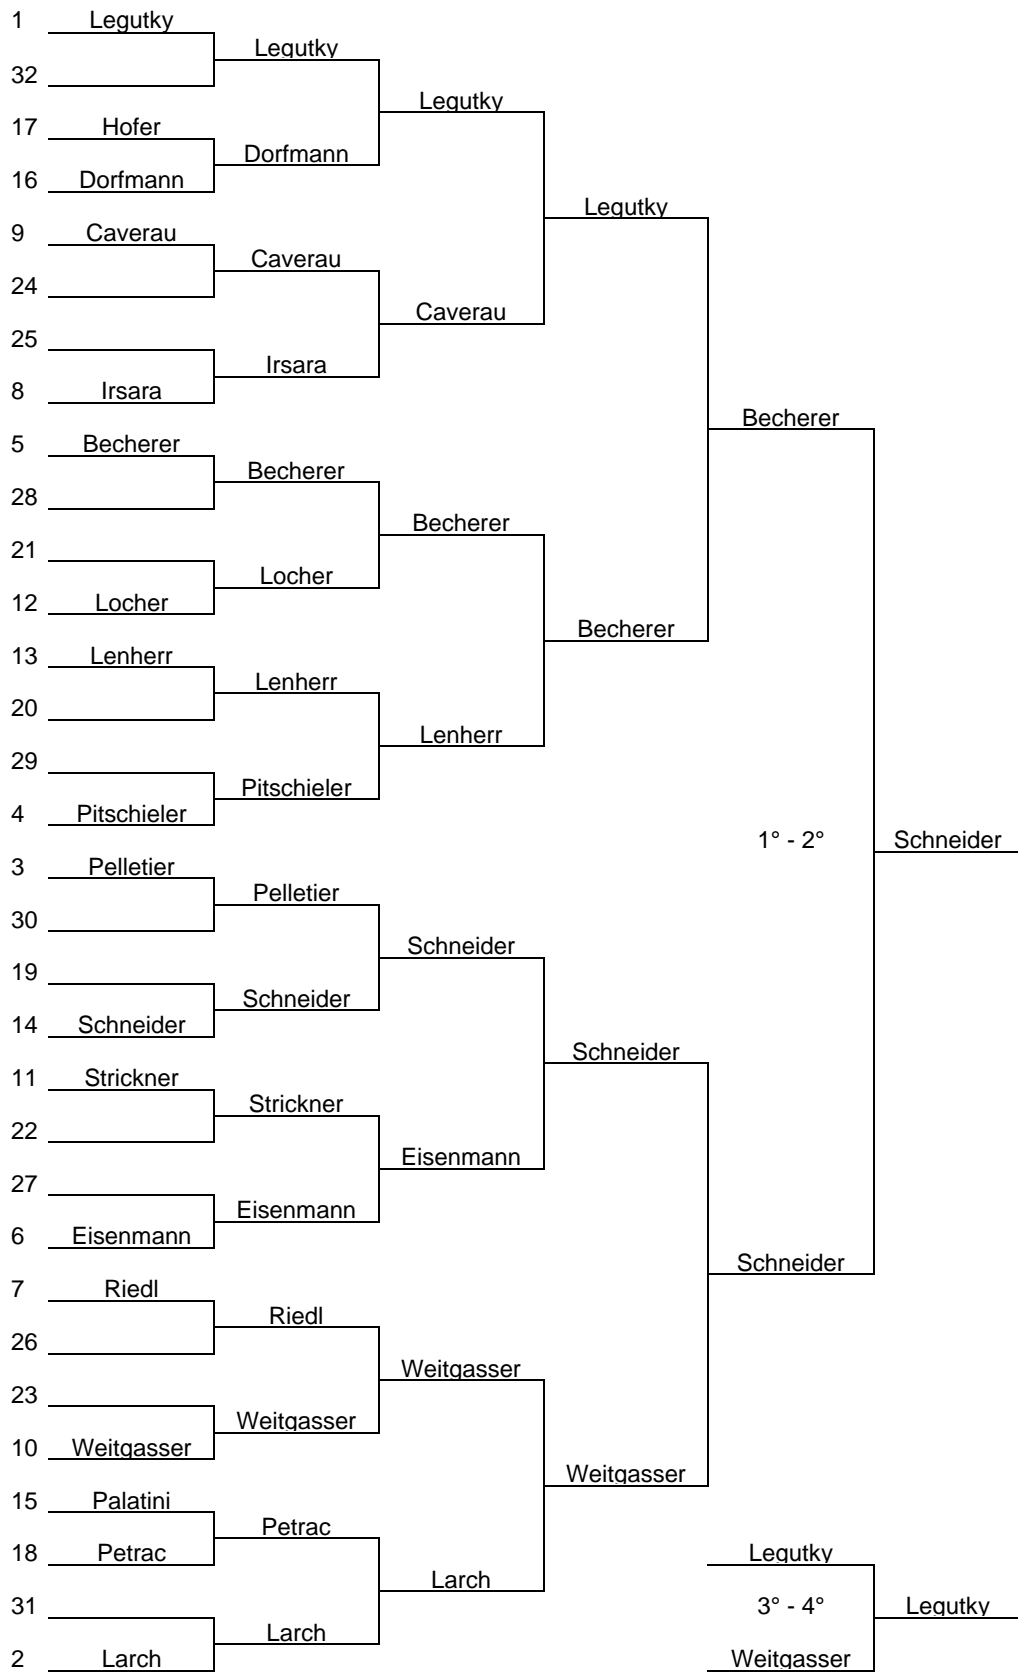 1 Legutky
Legutky
32
Legutky
17 Hofer
Dorfmann
16 Dorfmann
Legutky
9 Caverau
Caverau
24
Caverau
25
Irsara
8 Irsara
Becherer
5 Becherer
Becherer
28
Becherer
21
Locher
12 Locher
Becherer
13 Lenherr
Lenherr
20
Lenherr
29
Pitschieler
4 Pitschieler
1° - 2° Schneider
3 Pelletier
Pelletier
30
Schneider
19
Schneider
14 Schneider
Schneider
11 Strickner
Strickner
22
Eisenmann
27
Eisenmann
6 Eisenmann
Schneider
7 Riedl
Riedl
26
Weitgasser
23
Weitgasser
10 Weitgasser
Weitgasser
15 Palatini
Petrac
18 Petrac Legutky
Larch
31 3° - 4° Legutky
Larch
2 Larch Weitgasser